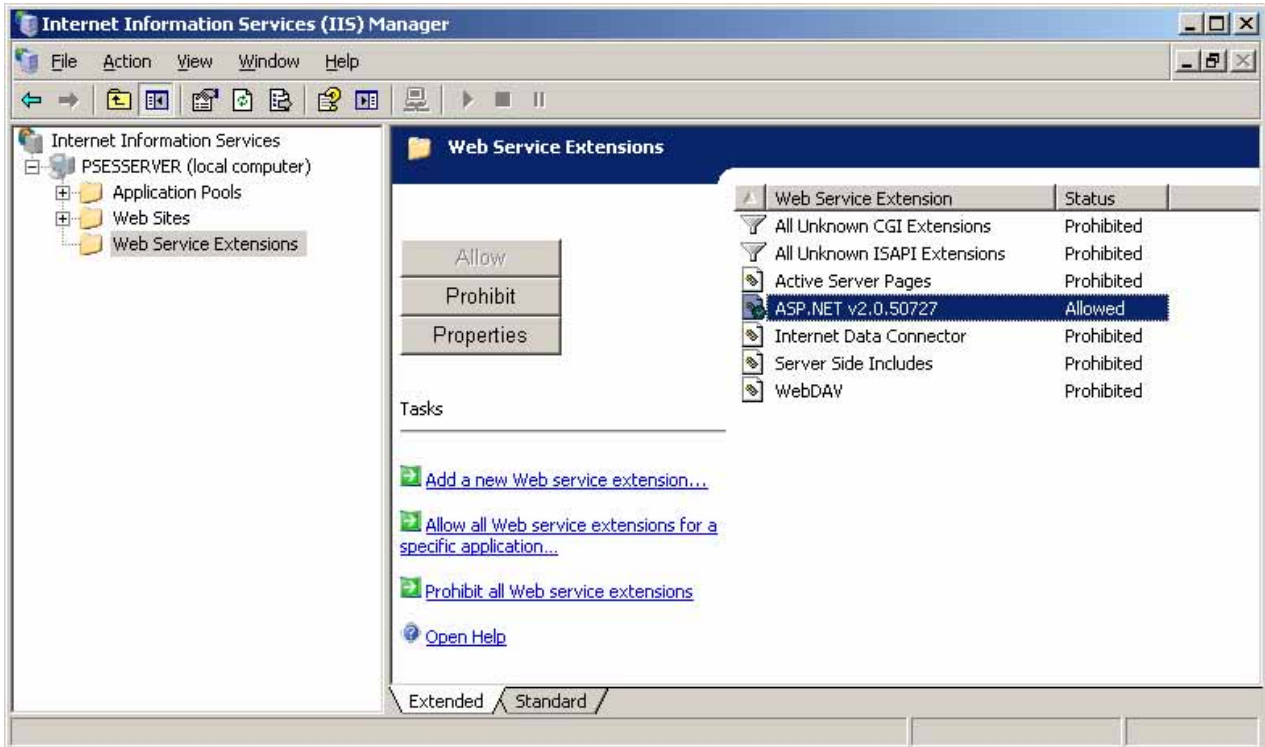 Internet Information Services (IIS) Manager
File Action View Window Help
Internet Information Services
PSESSERVER (local computer)
Application Pools
Web Sites
Web Service Extensions
Web Service Extensions
Allow
Prohibit
Properties
Tasks
Add a new Web service extension...
Allow all Web service extensions for a
specific application...
Prohibit all Web service extensions
Open Help
Web Service Extension Status
All Unknown CGI Extensions Prohibited
All Unknown ISAPI Extensions Prohibited
Active Server Pages Prohibited
ASP.NET v2.0.50727 Allowed
Internet Data Connector Prohibited
Server Side Includes Prohibited
WebDAV Prohibited
Extended Standard